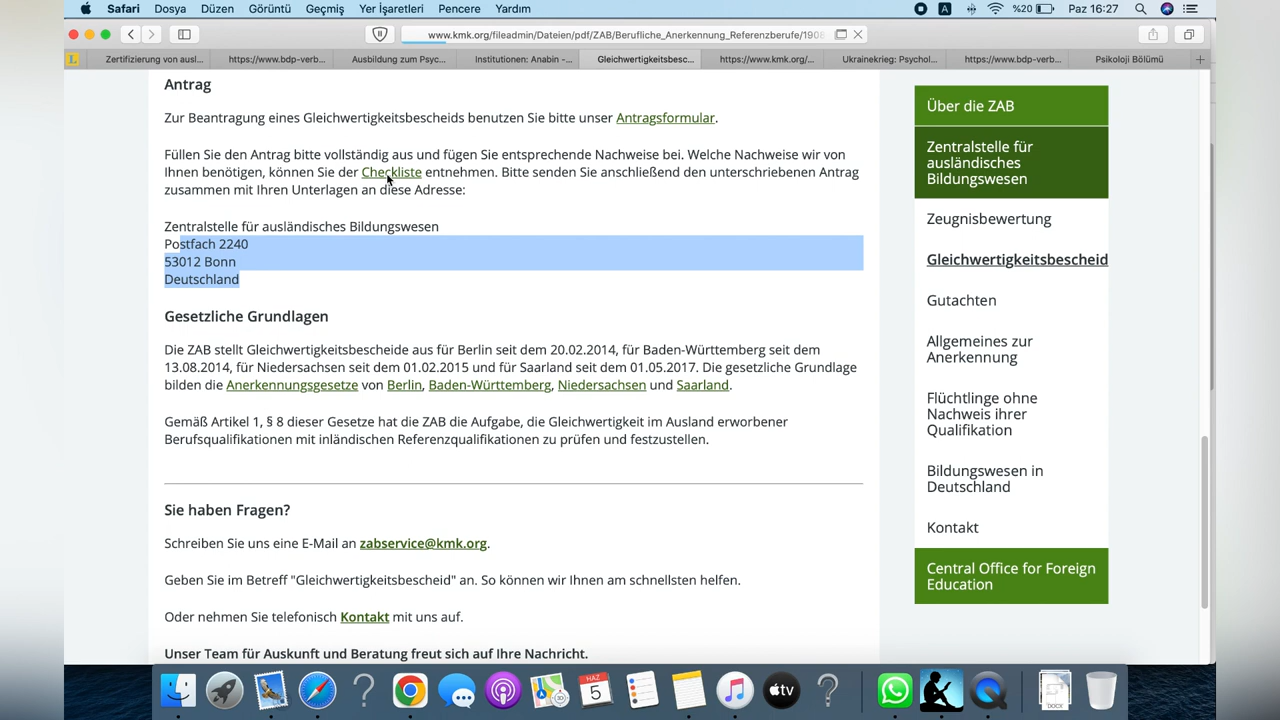 Safari Dosya Düzen Görüntü Geçmiş Yer İşaretleri Pencere Yardım A %20 Paz 16:27
www.kmk.org/fileadmin/pdf/ZAB/Berufliche_Anerkennung_Referenzberufe/1908
L Zertifizierung von ausl... https://www.bdp-verb... Ausbildung zum Psyc... Institutionen: Anabin -... Gleichwertigkeitsbesc... https://www.kmk.org/... Ukrainekrieg: Psychol... https://www.bdp-verb... Psikoloji Bölümü
Antrag
Zur Beantragung eines Gleichwertigkeitsbescheids benutzen Sie bitte unser Antragsformular.
Füllen Sie den Antrag bitte vollständig aus und fügen Sie entsprechende Nachweise bei. Welche Nachweise wir von
Ihnen benötigen, können Sie der Checkliste entnehmen. Bitte senden Sie anschließend den unterschriebenen Antrag
zusammen mit Ihren Unterlagen an diese Adresse:
Zentralstelle für ausländisches Bildungswesen
Postfach 2240
53012 Bonn
Deutschland
Gesetzliche Grundlagen
Die ZAB stellt Gleichwertigkeitsbescheide aus für Berlin seit dem 20.02.2014, für Baden-Württemberg seit dem
13.08.2014, für Niedersachsen seit dem 01.02.2015 und für Saarland seit dem 01.05.2017. Die gesetzliche Grundlage
bilden die Anerkennungsgesetze von Berlin, Baden-Württemberg, Niedersachsen und Saarland.
Gemäß Artikel 1, § 8 dieser Gesetze hat die ZAB die Aufgabe, die Gleichwertigkeit im Ausland erworbener
Berufsqualifikationen mit inländischen Referenzqualifikationen zu prüfen und festzustellen.
Sie haben Fragen?
Schreiben Sie uns eine E-Mail an zabservice@kmk.org.
Geben Sie im Betreff "Gleichwertigkeitsbescheid" an. So können wir Ihnen am schnellsten helfen.
Oder nehmen Sie telefonisch Kontakt mit uns auf.
Unser Team für Auskunft und Beratung freut sich auf Ihre Nachricht.
Über die ZAB
Zentralstelle für
ausländisches
Bildungswesen
Zeugnisbewertung
Gleichwertigkeitsbescheid
Gutachten
Allgemeines zur
Anerkennung
Flüchtlinge ohne
Nachweis ihrer
Qualifikation
Bildungswesen in
Deutschland
Kontakt
Central Office for Foreign
Education
HAZ
5
tv
DOCX